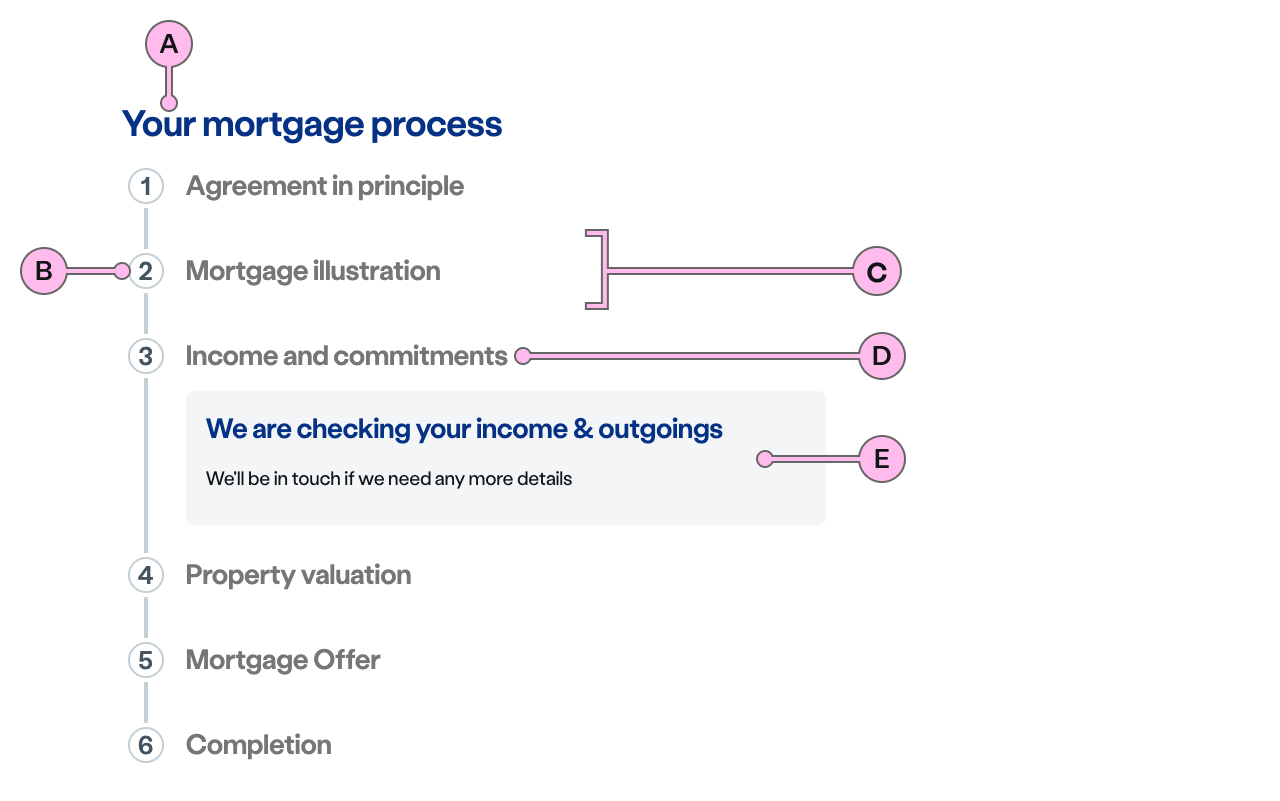 A
Your mortgage process
1 Agreement in principle
B 2 Mortgage illustration C
3 Income and commitments D
We are checking your income & outgoings
E
We'll be in touch if we need any more details
4 Property valuation
5 Mortgage Offer
6 Completion